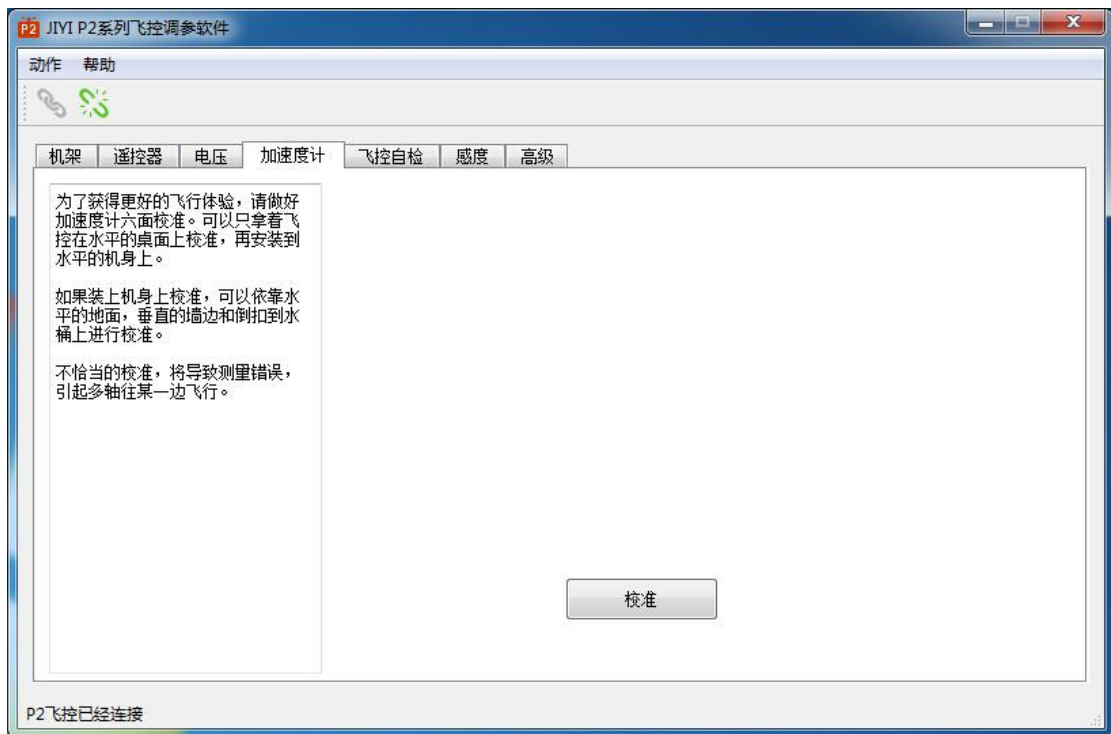 P2 JIYI P2系列飞控调参软件
动作 帮助
机架 遥控器 电压 加速度计 飞控自检 感度 高级
为了获得更好的飞行体验，请做好
加速度计六面校准。可以只拿着飞
控在水平的桌面上校准，再安装到
水平的机身上。
如果装上机身上校准，可以依靠水
平的地面，垂直的墙边和倒扣到水
桶上进行校准。
不恰当的校准，将导致测量错误，
引起多轴往某一边飞行。
校准
P2飞控已经连接